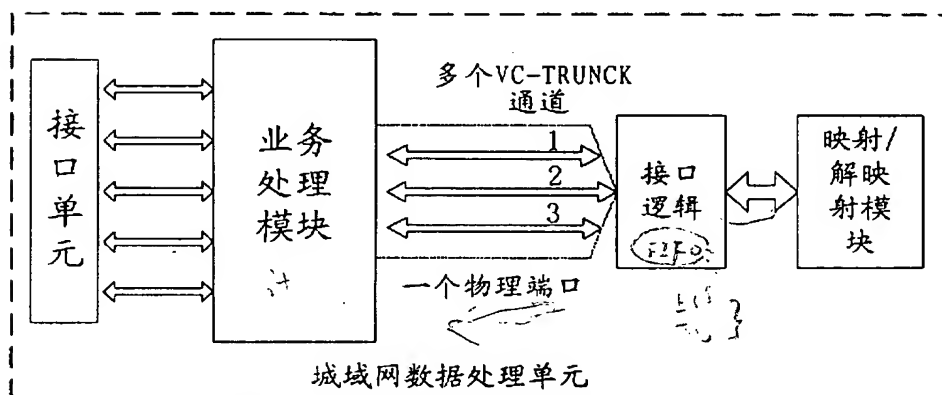 多个VC-TRUNCK
通道
接口单元
业务
处理
模块
1
2
3
接口
逻辑
FIFO
映射/
解映
射模
块
一个物理端口
城域网数据处理单元